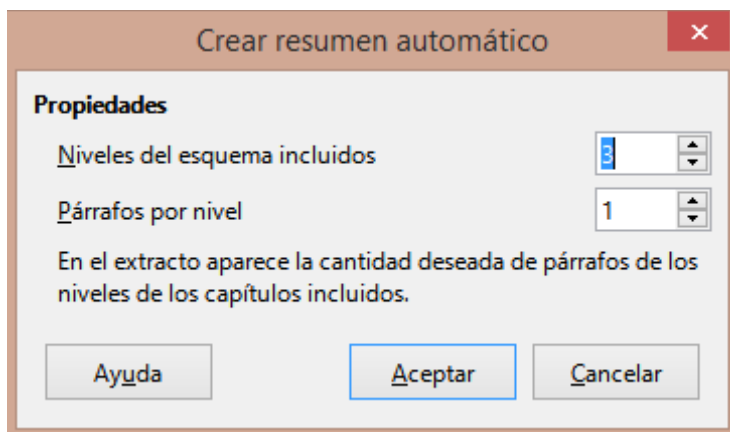 Crear resumen automático
Propiedades
Niveles del esquema incluidos 3
Párrafos por nivel 1
En el extracto aparece la cantidad deseada de párrafos de los
niveles de los capítulos incluidos.
Ayuda Aceptar Cancelar